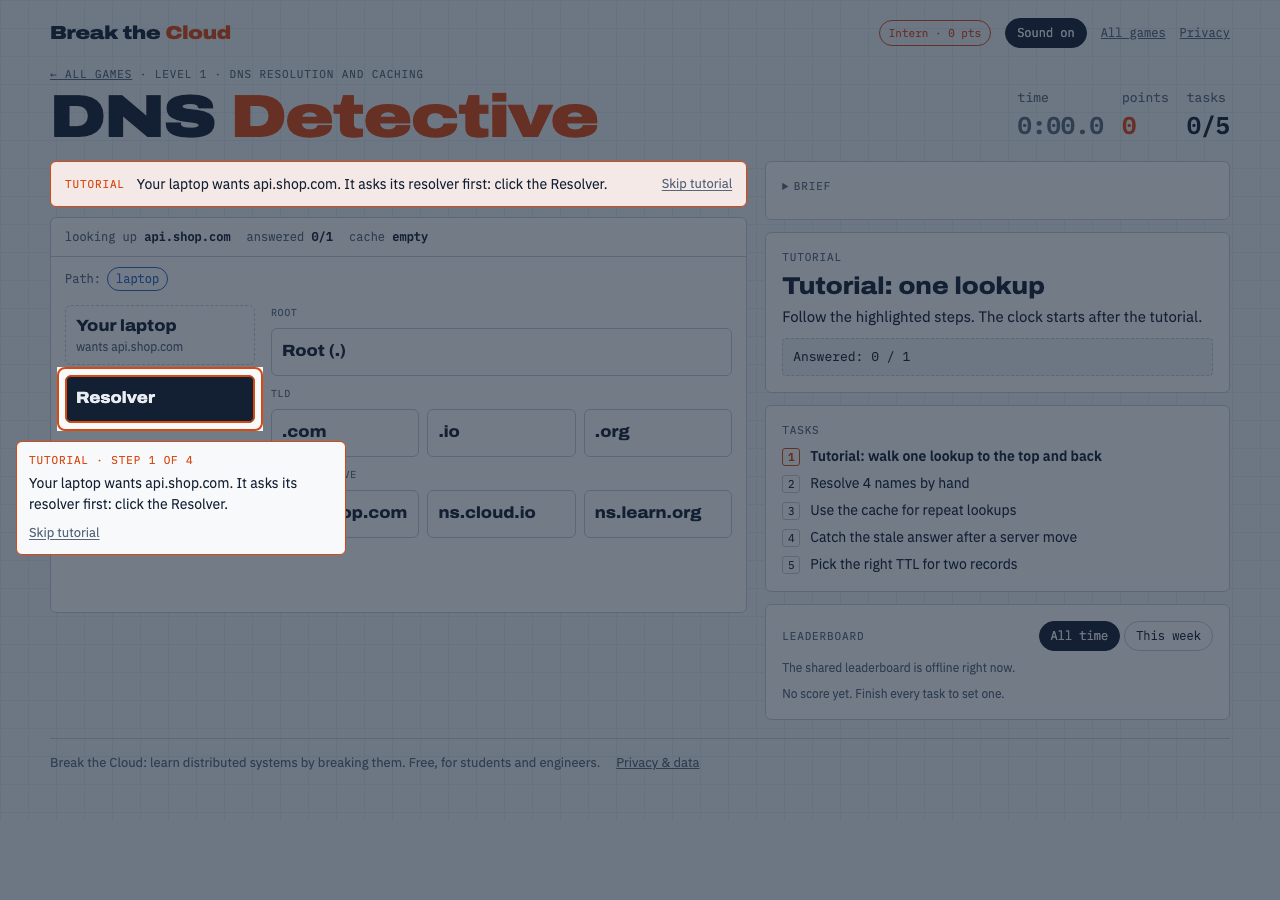 Break the Cloud
Intern · 0 pts
Sound on
All games
Privacy
← ALL GAMES · LEVEL 1 · DNS RESOLUTION AND CACHING
DNS Detective
time
0:00.0
points
0
tasks
0/5
TUTORIAL
Your laptop wants api.shop.com. It asks its resolver first: click the Resolver.
Skip tutorial
looking up api.shop.com answered 0/1 cache empty
Path: laptop
Your laptop
wants api.shop.com
Resolver
ROOT
Root (.)
TLD
.com
.io
.org
ns.cloud.io
ns.learn.org
TUTORIAL · STEP 1 OF 4
Your laptop wants api.shop.com. It asks its
resolver first: click the Resolver.
Skip tutorial
BRIEF
TUTORIAL
Tutorial: one lookup
Follow the highlighted steps. The clock starts after the tutorial.
Answered: 0 / 1
TASKS
1 Tutorial: walk one lookup to the top and back
2 Resolve 4 names by hand
3 Use the cache for repeat lookups
4 Catch the stale answer after a server move
5 Pick the right TTL for two records
LEADERBOARD
All time
This week
The shared leaderboard is offline right now.
No score yet. Finish every task to set one.
Break the Cloud: learn distributed systems by breaking them. Free, for students and engineers.
Privacy & data